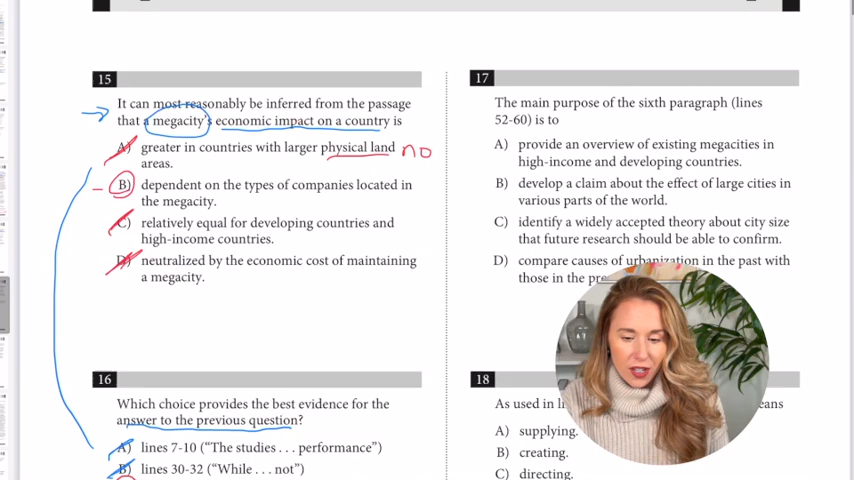 15
It can most reasonably be inferred from the passage
that a megacity's economic impact on a country is
A) greater in countries with larger physical land no
areas.
B) dependent on the types of companies located in
the megacity.
C) relatively equal for developing countries and
high-income countries.
D) neutralized by the economic cost of maintaining
a megacity.
16
Which choice provides the best evidence for the
answer to the previous question?
A) lines 7-10 (“The studies . . . performance”)
B) lines 30-32 (“While . . . not”)
17
The main purpose of the sixth paragraph (lines
52-60) is to
A) provide an overview of existing megacities in
high-income and developing countries.
B) develop a claim about the effect of large cities in
various parts of the world.
C) identify a widely accepted theory about city size
that future research should be able to confirm.
D) compare causes of urbanization in the past with
those in the
18
As used in
A) supplying.
B) creating.
C) directing.